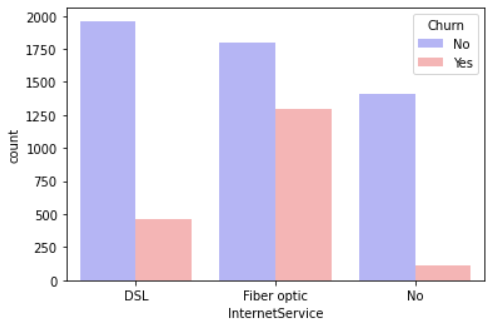 2000
1750
1500
1250
1000
750
500
250
0
count
Churn
No
Yes
DSL Fiber optic No
InternetService